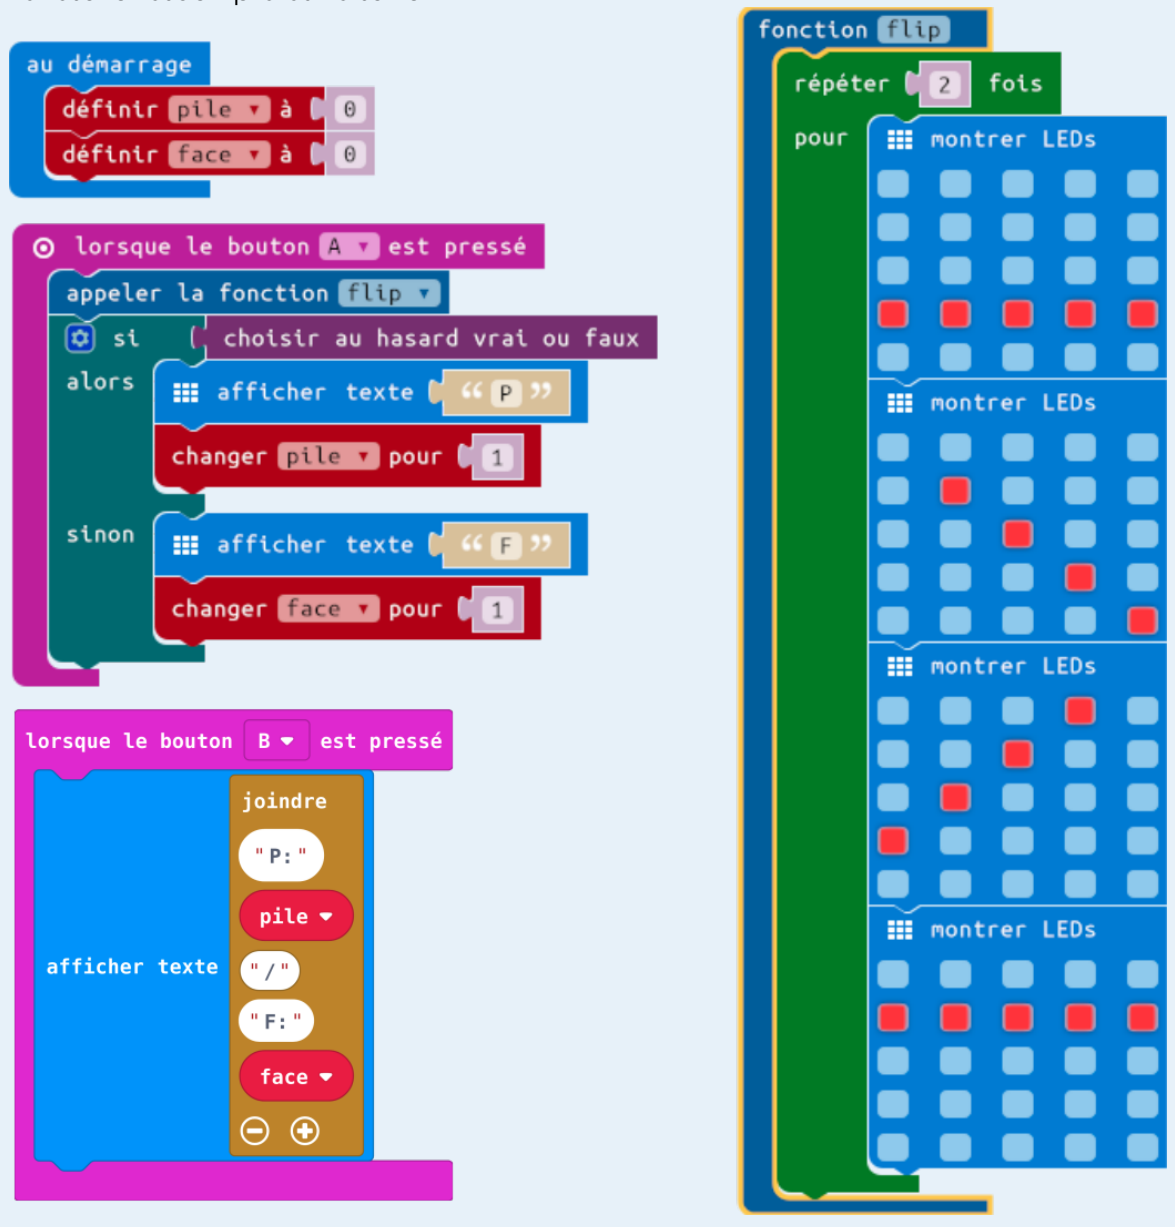 au démarrage
définir pile à 0
définir face à 0
lorsque le bouton A est pressé
appeler la fonction flip
si choisir au hasard vrai ou faux
alors
afficher texte “ P ”
changer pile pour 1
sinon
afficher texte “ F ”
changer face pour 1
lorsque le bouton B est pressé
afficher texte
joindre
"P:"
pile
"/"
"F:"
face
fonction flip
répéter 2 fois
pour
montrer LEDs
montrer LEDs
montrer LEDs
montrer LEDs